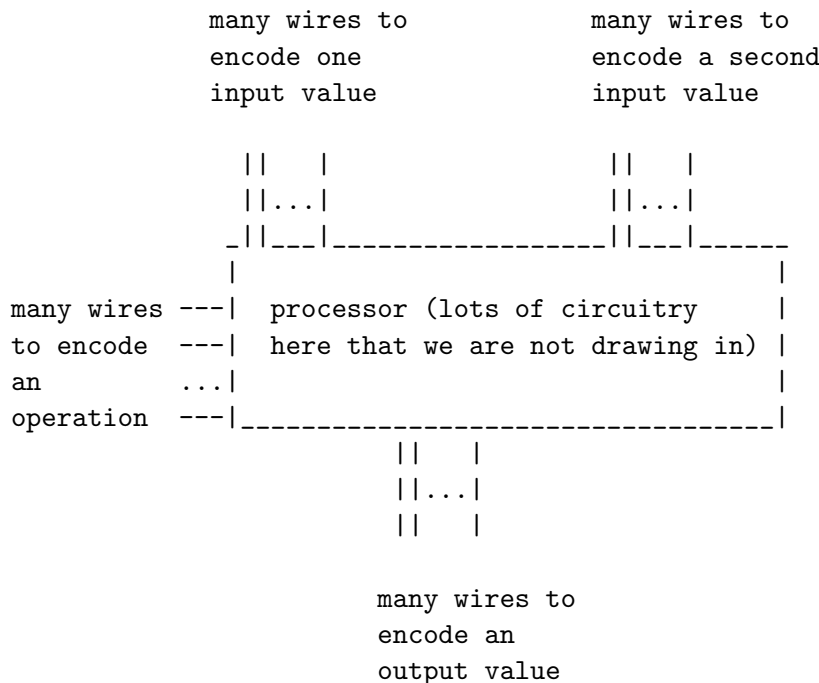 many wires to
encode one
input value
many wires to
encode a second
input value
many wires
to encode
an
operation
processor (lots of circuitry
here that we are not drawing in)
many wires to
encode an
output value